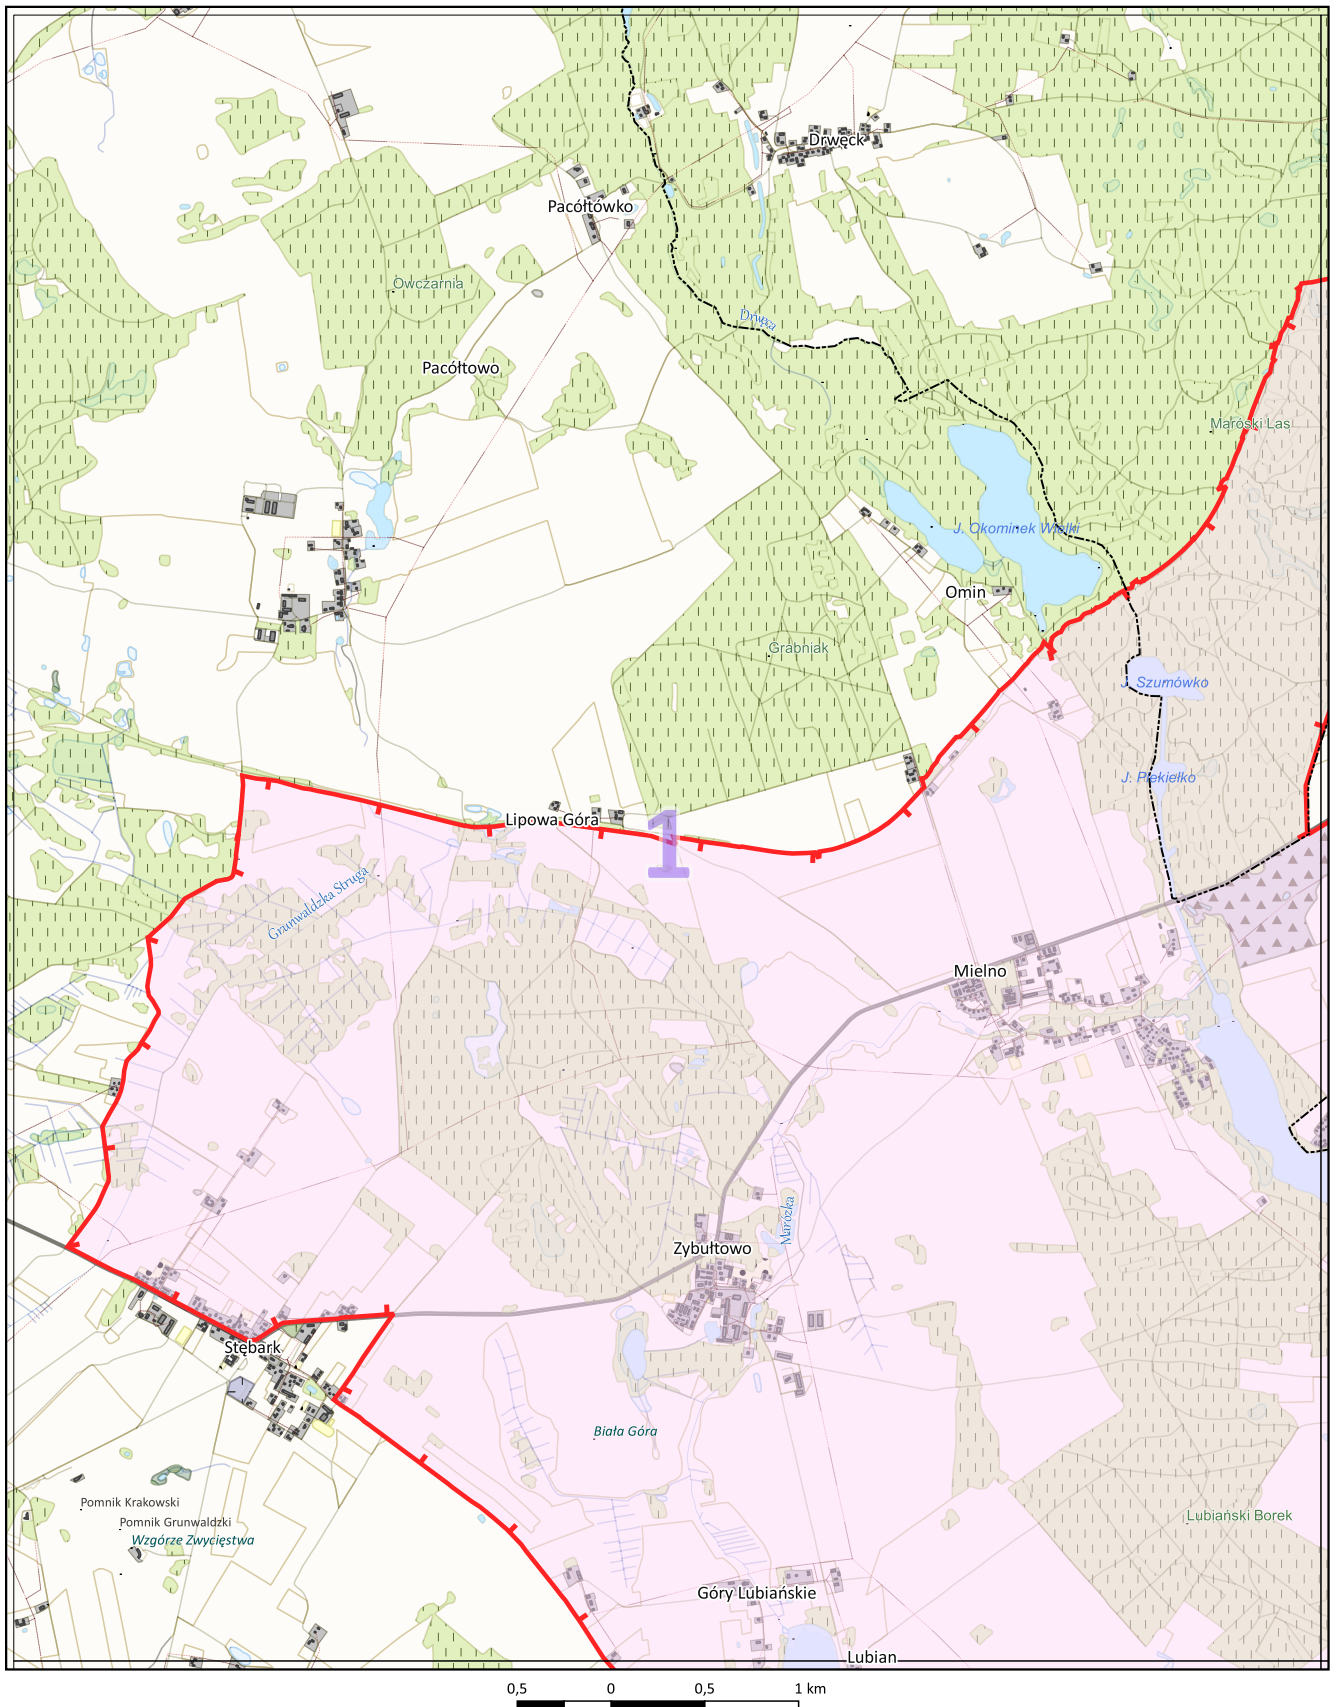 Drwęck
Pacółtówko
Owczarnia
Drwęca
Pacółtowo
Maróski Las
J. Okominek Wielki
Omin
Grabniak
J. Szumówko
J. Piekiełko
Lipowa Góra
1
Grunwaldzka Struga
Mielno
Marózka
Zybułtowo
Stębark
Biała Góra
Pomnik Krakowski
Pomnik Grunwaldzki
Wzgórze Zwycięstwa
Lubiański Borek
Góry Lubiańskie
Lubian
0,5 0 0,5 1 km